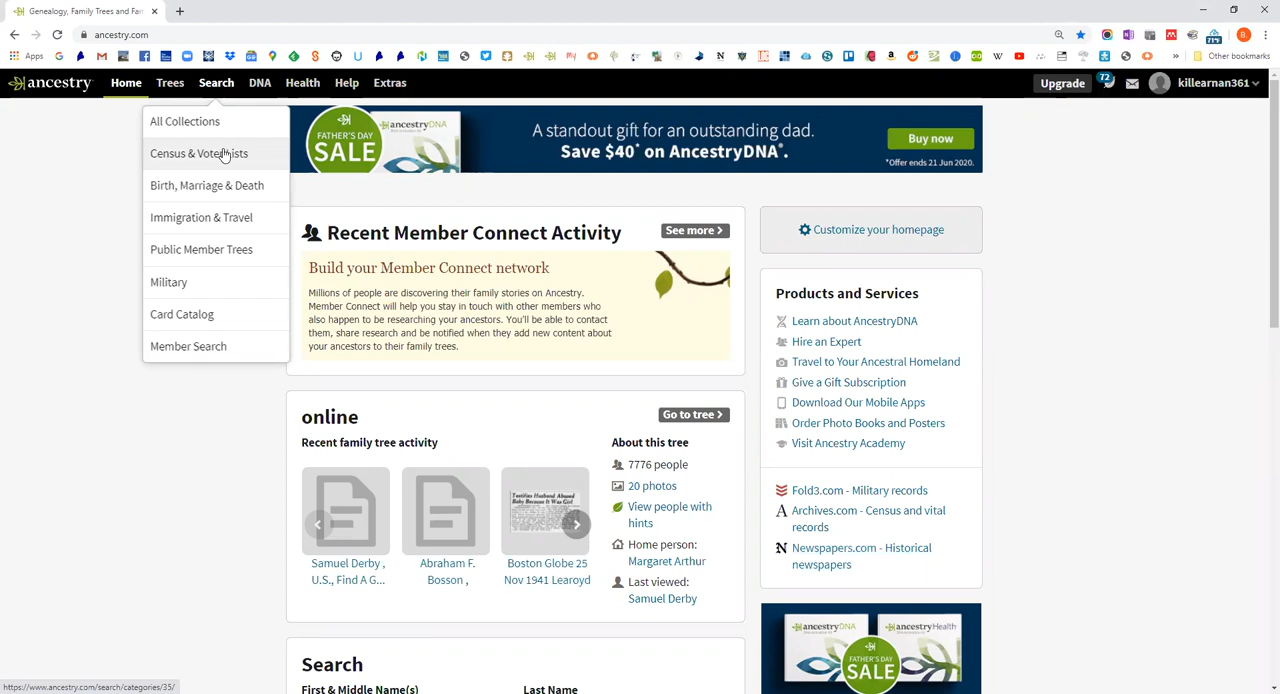 Genealogy, Family Trees and Fan
ancestry.com
Apps
Other bookmarks
ancestry
Home
Trees
Search
DNA
Health
Help
Extras
Upgrade
72
killearnan361
All Collections
Census & Voter Lists
Birth, Marriage & Death
Immigration & Travel
Public Member Trees
Military
Card Catalog
Member Search
FATHER'S DAY
SALE
ancestryDNA
A standout gift for an outstanding dad.
Save $40* on AncestryDNA®.
Buy now
*Offer ends 21 Jun 2020.
Recent Member Connect Activity
See more
Build your Member Connect network
Millions of people are discovering their family stories on Ancestry.
Member Connect will help you stay in touch with other members who
also happen to be researching your ancestors. You'll be able to contact
them, share research and be notified when they add new content about
your ancestors to their family trees.
Customize your homepage
Products and Services
Learn about AncestryDNA
Hire an Expert
Travel to Your Ancestral Homeland
Give a Gift Subscription
Download Our Mobile Apps
Order Photo Books and Posters
Visit Ancestry Academy
Fold3.com - Military records
Archives.com - Census and vital
records
Newspapers.com - Historical
newspapers
online
Go to tree
Recent family tree activity
Testifies Husband Abused
Baby Because It Was Girl
Samuel Derby ,
U.S., Find A G...
Abraham F.
Bosson ,
Boston Globe 25
Nov 1941 Learoyd
About this tree
7776 people
20 photos
View people with
hints
Home person:
Margaret Arthur
Last viewed:
Samuel Derby
Search
First & Middle Name(s)
Last Name
ancestryDNA
ancestryHealth
FATHER'S DAY
SALE
https://www.ancestry.com/search/categories/35/